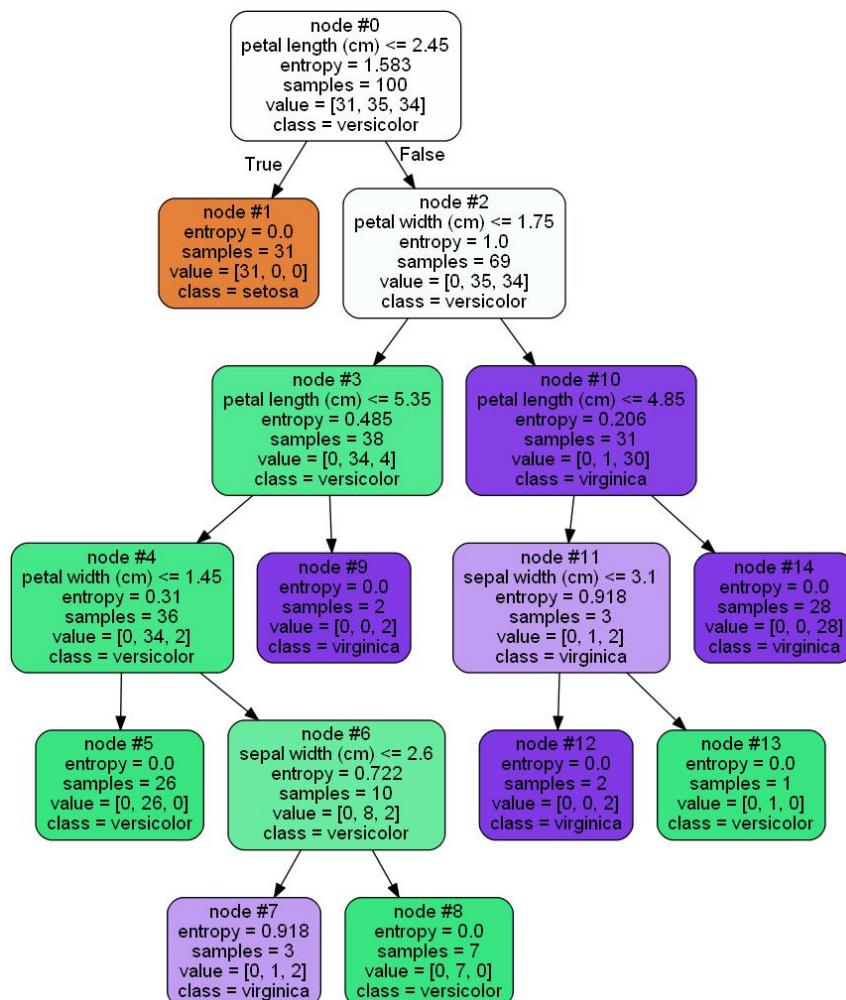 node #0
petal length (cm) <= 2.45
entropy = 1.583
samples = 100
value = [31, 35, 34]
class = versicolor
True
False
node #1
entropy = 0.0
samples = 31
value = [31, 0, 0]
class = setosa
node #2
petal width (cm) <= 1.75
entropy = 1.0
samples = 69
value = [0, 35, 34]
class = versicolor
node #3
petal length (cm) <= 5.35
entropy = 0.485
samples = 38
value = [0, 34, 4]
class = versicolor
node #10
petal length (cm) <= 4.85
entropy = 0.206
samples = 31
value = [0, 1, 30]
class = virginica
node #4
petal width (cm) <= 1.45
entropy = 0.31
samples = 36
value = [0, 34, 2]
class = versicolor
node #9
entropy = 0.0
samples = 2
value = [0, 0, 2]
class = virginica
node #11
sepal width (cm) <= 3.1
entropy = 0.918
samples = 3
value = [0, 1, 2]
class = virginica
node #14
entropy = 0.0
samples = 28
value = [0, 0, 28]
class = virginica
node #5
entropy = 0.0
samples = 26
value = [0, 26, 0]
class = versicolor
node #6
sepal width (cm) <= 2.6
entropy = 0.722
samples = 10
value = [0, 8, 2]
class = versicolor
node #12
entropy = 0.0
samples = 2
value = [0, 0, 2]
class = virginica
node #13
entropy = 0.0
samples = 1
value = [0, 1, 0]
class = versicolor
node #7
entropy = 0.918
samples = 3
value = [0, 1, 2]
class = virginica
node #8
entropy = 0.0
samples = 7
value = [0, 7, 0]
class = versicolor